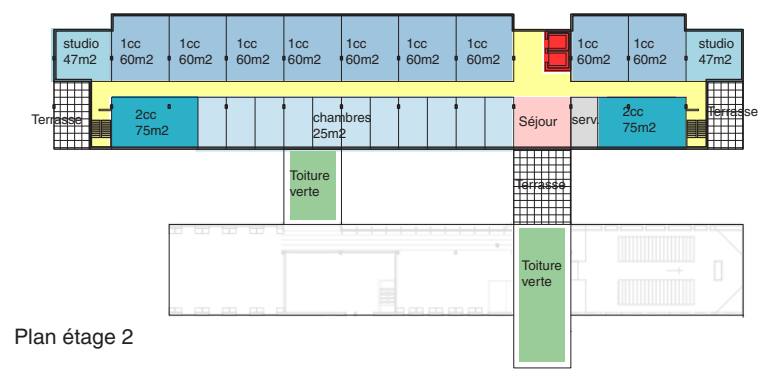 studio
47m2
1cc
60m2
1cc
60m2
1cc
60m2
1cc
60m2
1cc
60m2
1cc
60m2
1cc
60m2
1cc
60m2
1cc
60m2
studio
47m2
Terrasse
2cc
75m2
chambres
25m2
Séjour
serv.
2cc
75m2
Terrasse
Toiture
verte
Terrasse
Toiture
verte
Plan étage 2